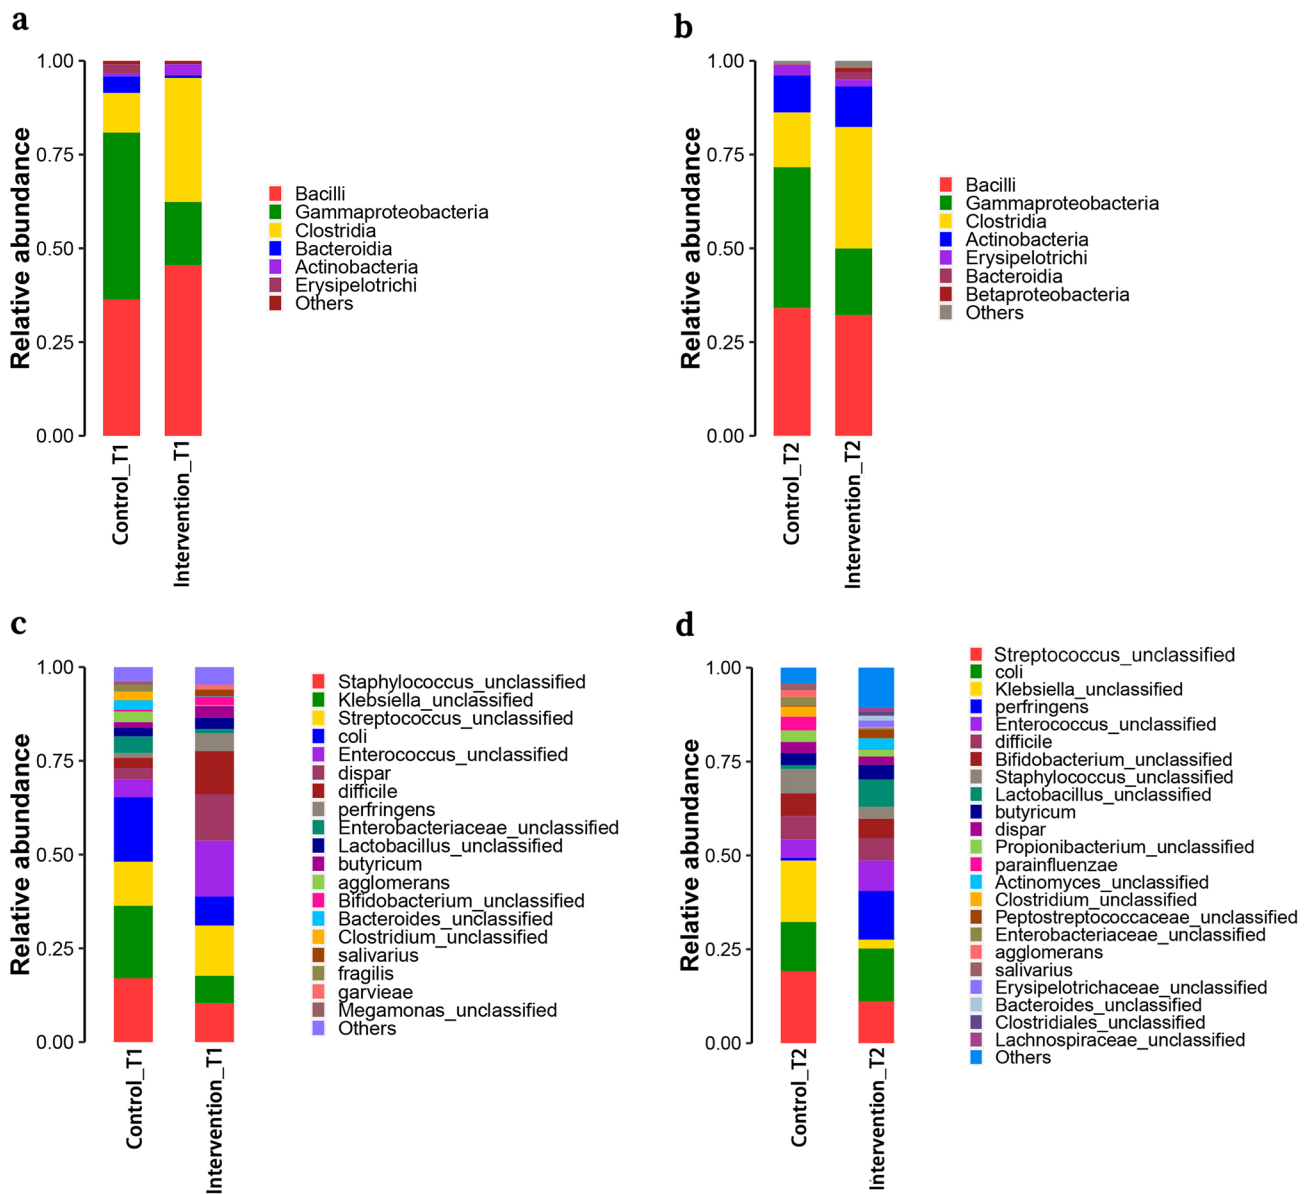 a
1.00
0.75
0.50
0.25
0.00
Relative abundance
Control_T1
Intervention_T1
Bacilli
Gammaproteobacteria
Clostridia
Bacteroidia
Actinobacteria
Erysipelotrichi
Others
b
1.00
0.75
0.50
0.25
0.00
Relative abundance
Control_T2
Intervention_T2
Bacilli
Gammaproteobacteria
Clostridia
Actinobacteria
Erysipelotrichi
Bacteroidia
Betaproteobacteria
Others
c
1.00
0.75
0.50
0.25
0.00
Relative abundance
Control_T1
Intervention_T1
Staphylococcus_unclassified
Klebsiella_unclassified
Streptococcus_unclassified
coli
Enterococcus_unclassified
dispar
difficile
perfringens
Enterobacteriaceae_unclassified
Lactobacillus_unclassified
butyricum
agglomerans
Bifidobacterium_unclassified
Bacteroides_unclassified
Clostridium_unclassified
salivarius
fragilis
garvieae
Megamonas_unclassified
Others
d
1.00
0.75
0.50
0.25
0.00
Relative abundance
Control_T2
Intervention_T2
Streptococcus_unclassified
coli
Klebsiella_unclassified
perfringens
Enterococcus_unclassified
difficile
Bifidobacterium_unclassified
Staphylococcus_unclassified
Lactobacillus_unclassified
butyricum
dispar
Propionibacterium_unclassified
parainfluenzae
Actinomyces_unclassified
Clostridium_unclassified
Peptostreptococcaceae_unclassified
Enterobacteriaceae_unclassified
agglomerans
salivarius
Erysipelotrichaceae_unclassified
Bacteroides_unclassified
Clostridiales_unclassified
Lachnospiraceae_unclassified
Others